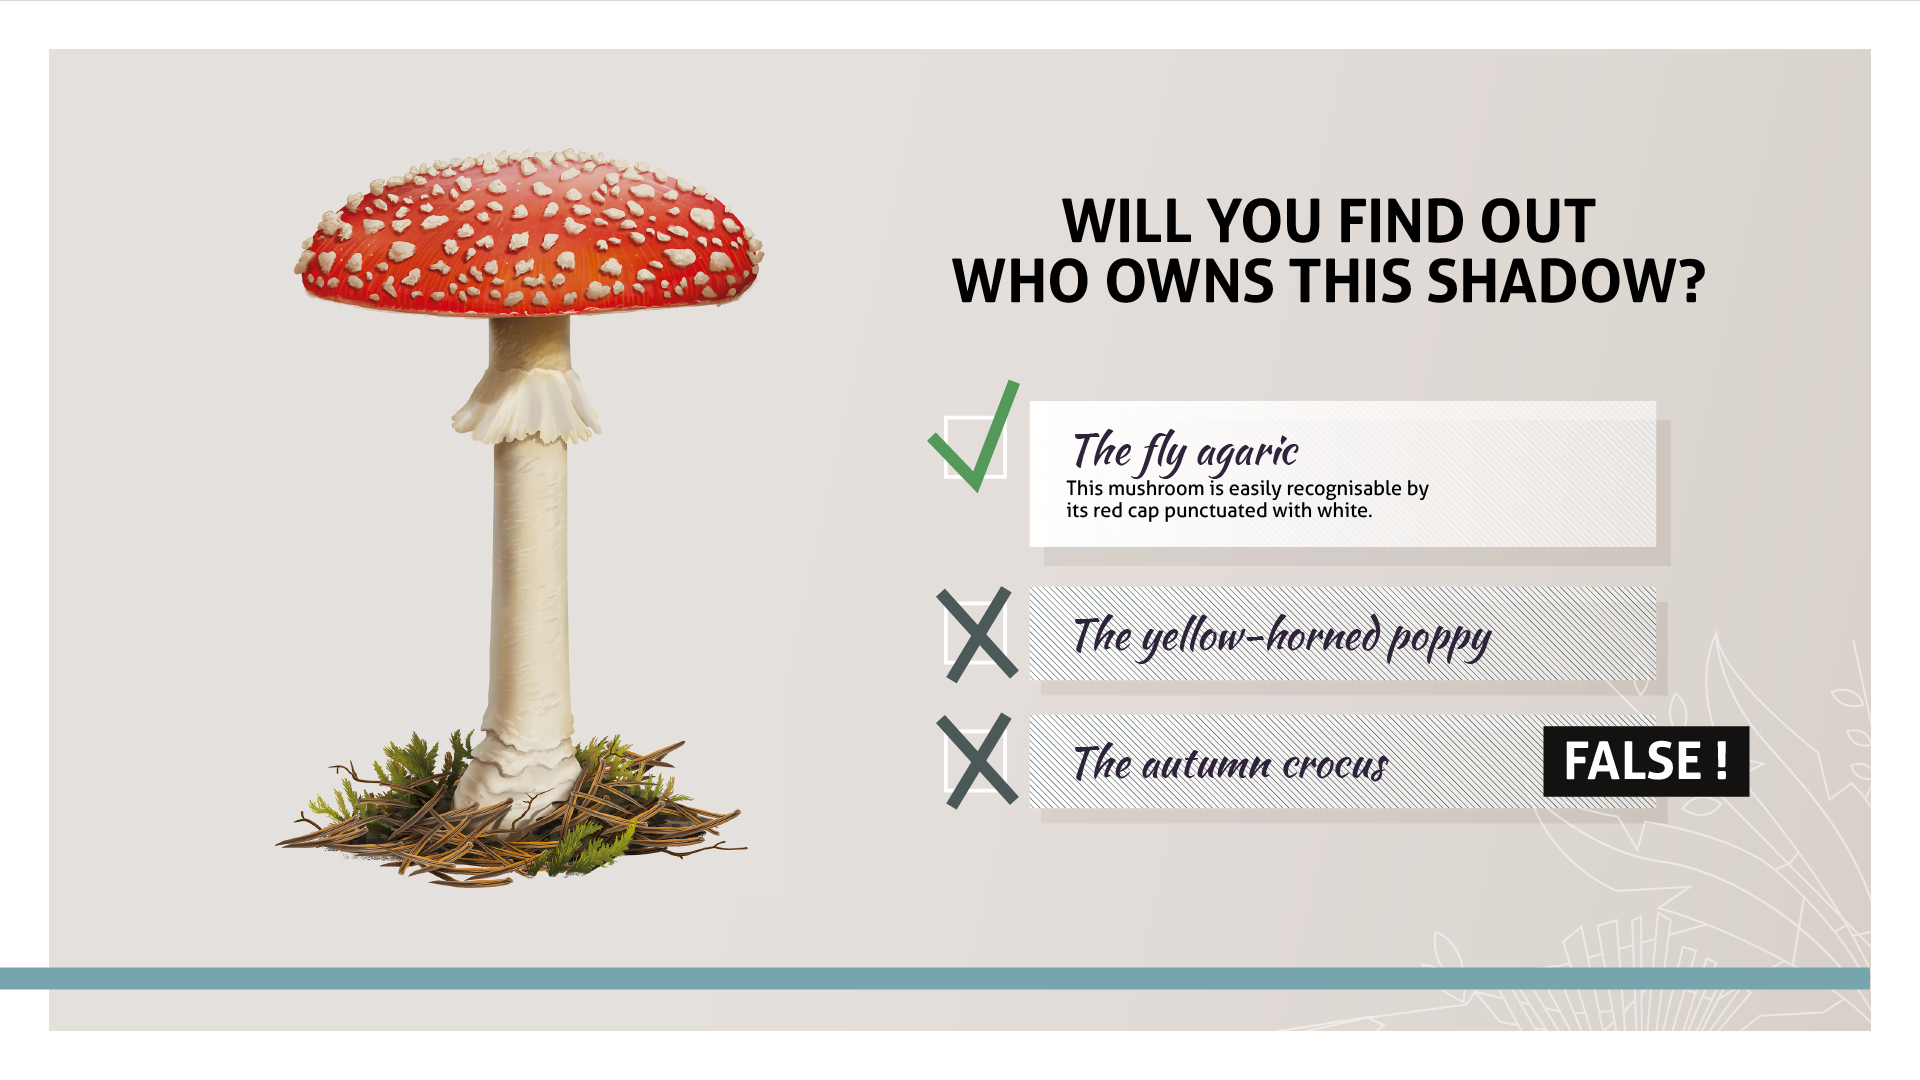 WILL YOU FIND OUT
WHO OWNS THIS SHADOW?
The fly agaric
This mushroom is easily recognisable by
its red cap punctuated with white.
The yellow-horned poppy
The autumn crocus
FALSE !